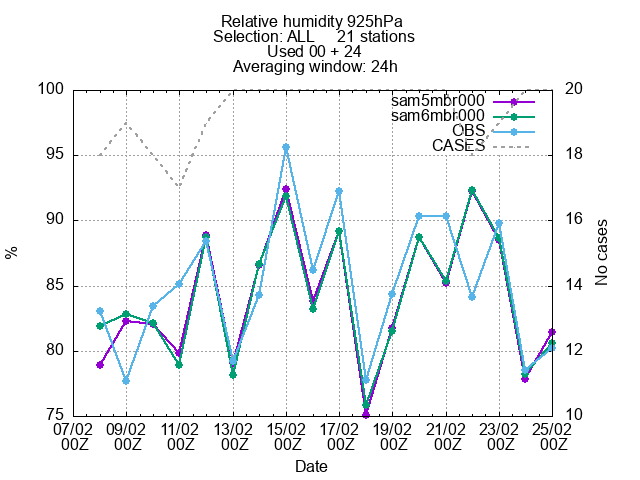 Relative humidity 925hPa
Selection: ALL 21 stations
Used 00 + 24
Averaging window: 24h
100 20
sam5mbr000
sam6mbr000
OBS
CASES
95 18
90 16
% No cases
85 14
80 12
75 10
07/02 09/02 11/02 13/02 15/02 17/02 19/02 21/02 23/02 25/02
00Z 00Z 00Z 00Z 00Z 00Z 00Z 00Z 00Z 00Z
Date